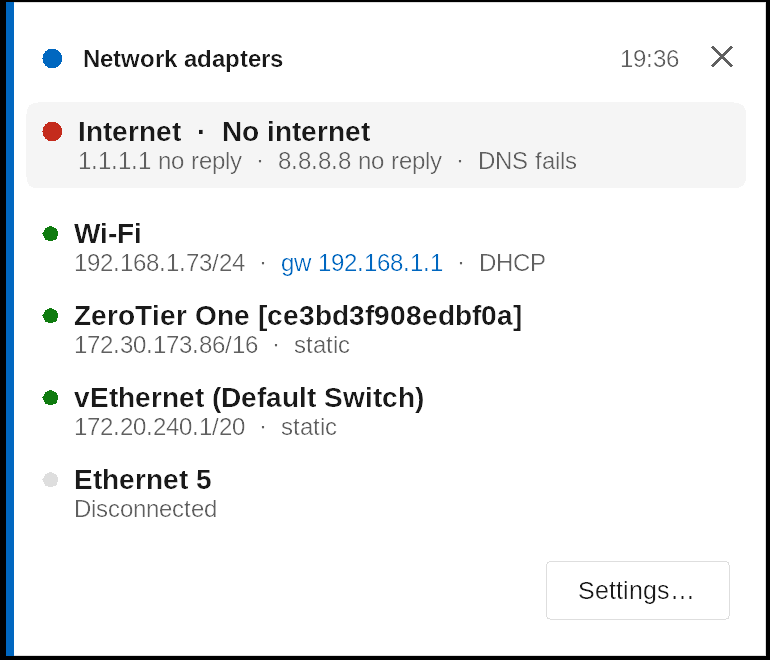 Network adapters 19:36
Internet · No internet
1.1.1.1 no reply · 8.8.8.8 no reply · DNS fails
Wi-Fi
192.168.1.73/24 · gw 192.168.1.1 · DHCP
ZeroTier One [ce3bd3f908edbf0a]
172.30.173.86/16 · static
vEthernet (Default Switch)
172.20.240.1/20 · static
Ethernet 5
Disconnected
Settings…